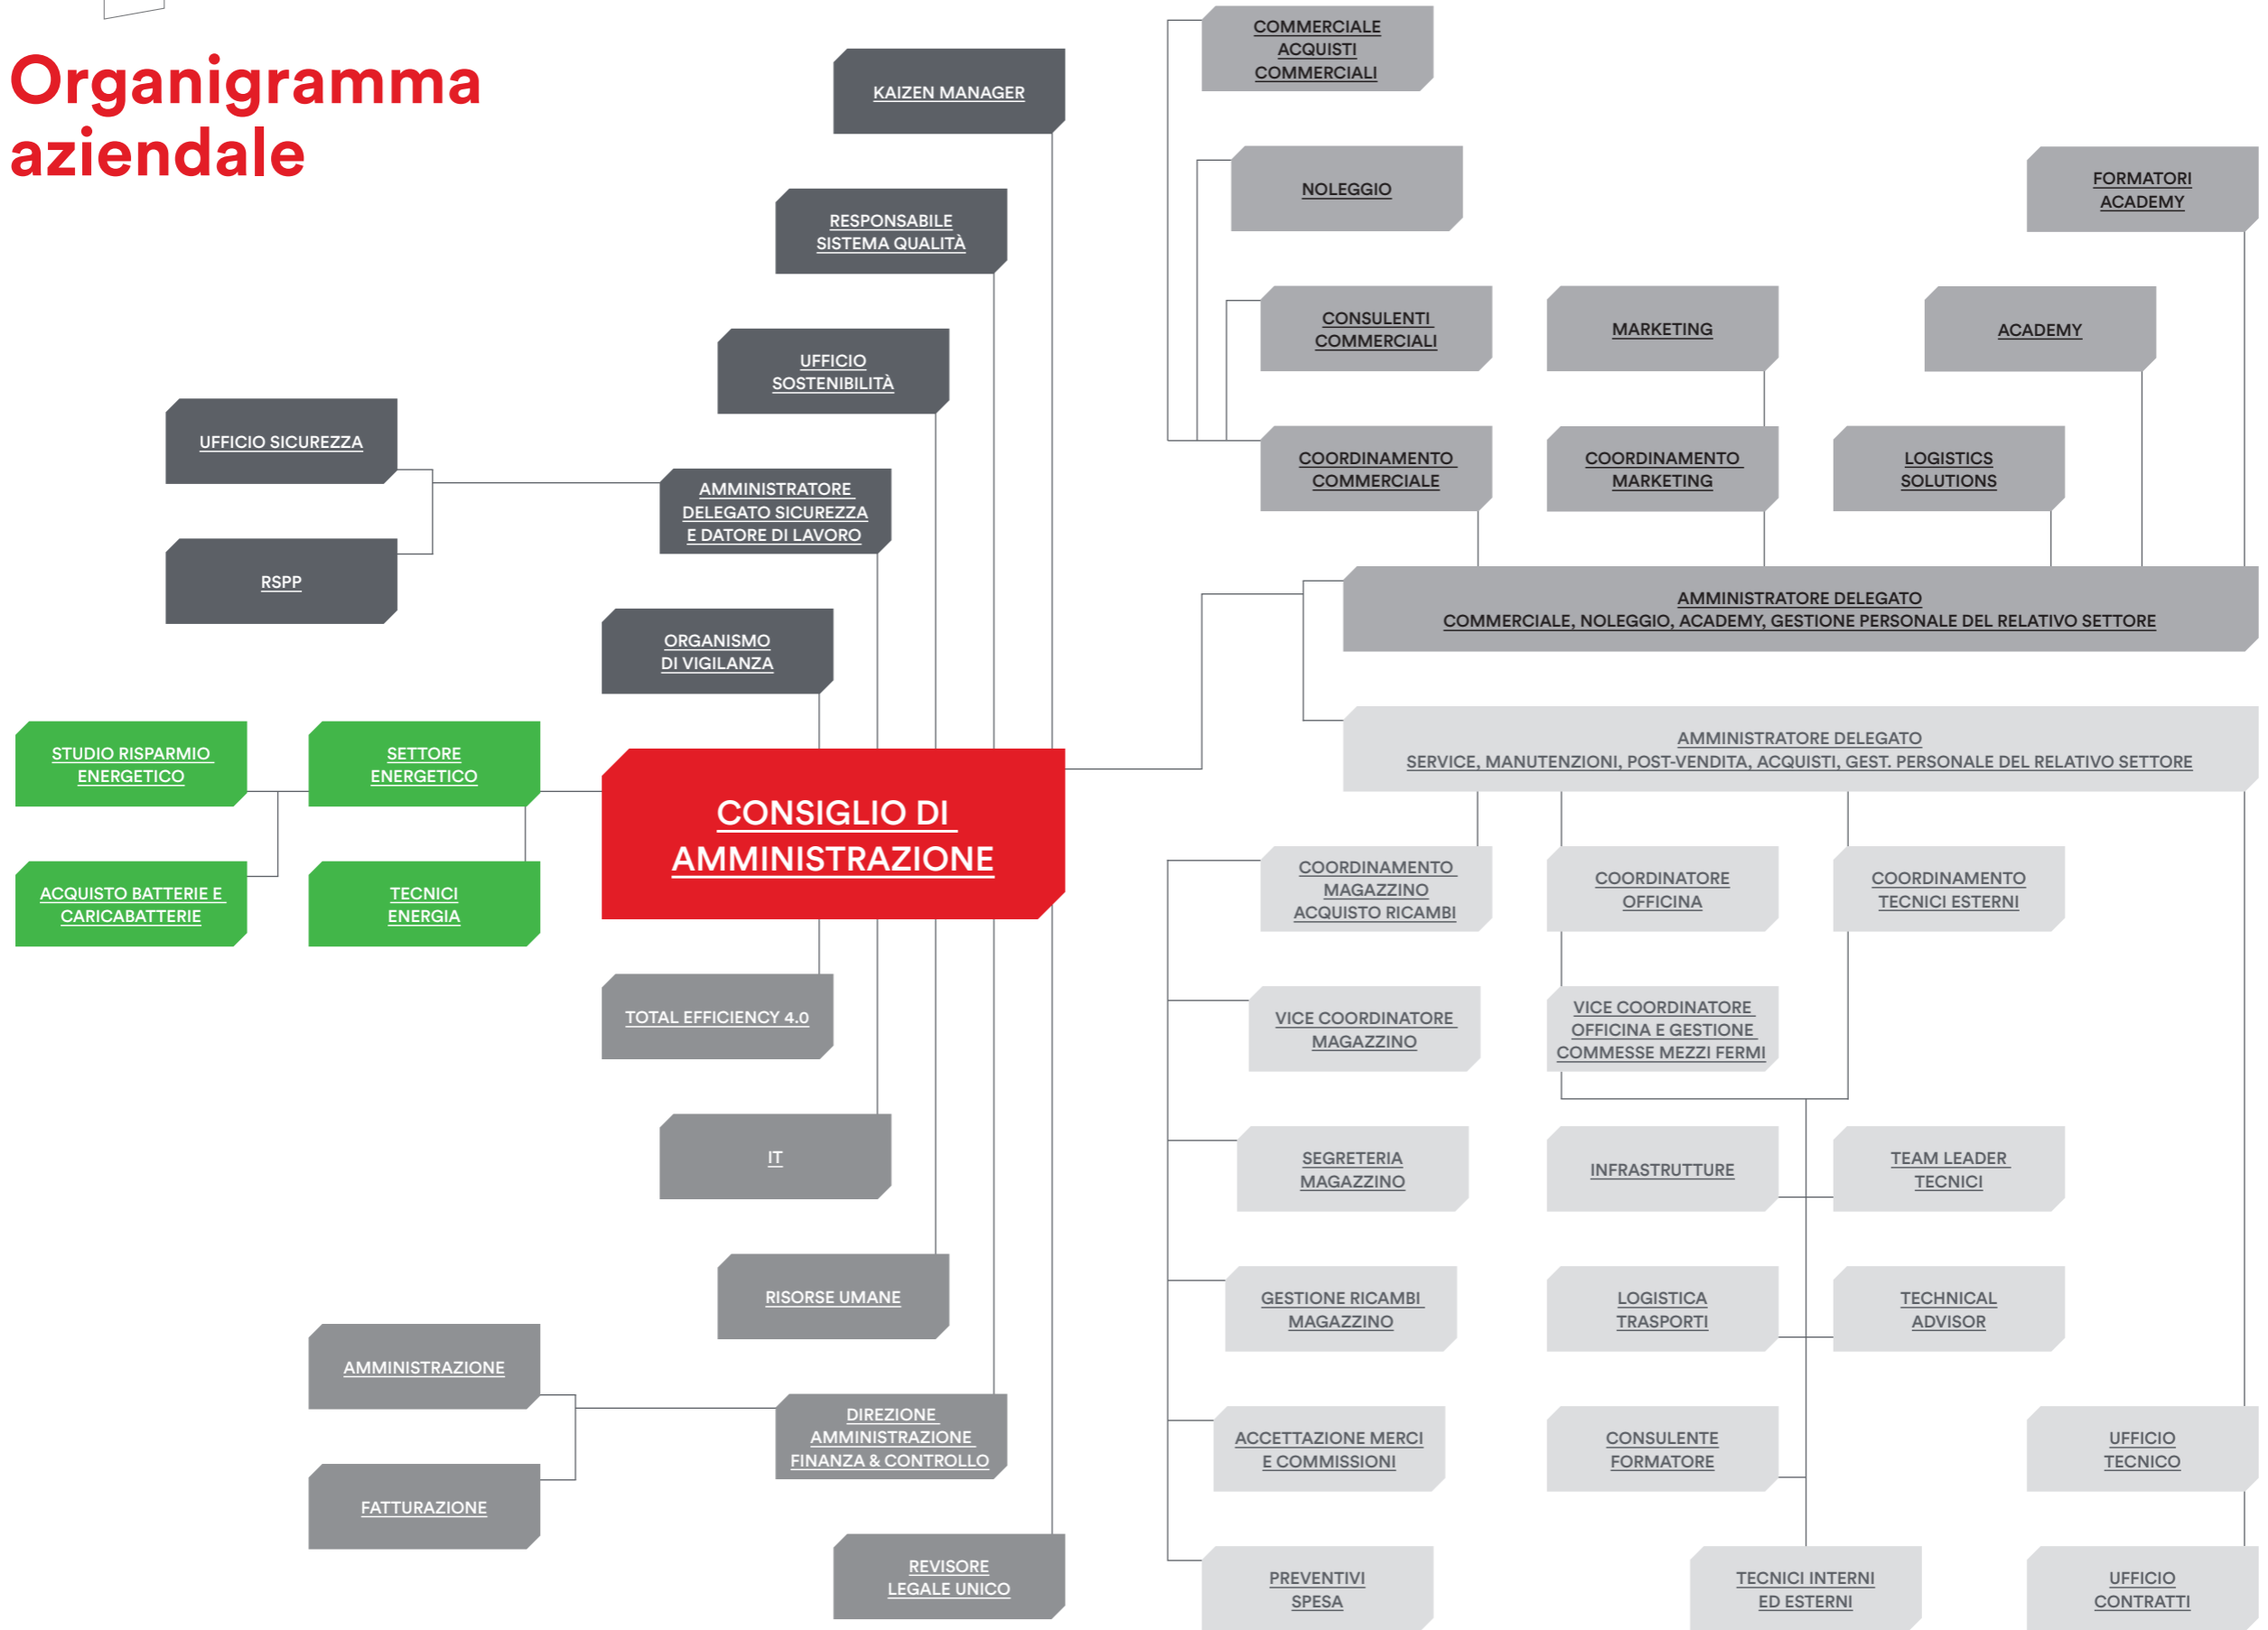 Organigramma
aziendale
KAIZEN MANAGER
RESPONSABILE
SISTEMA QUALITÀ
UFFICIO
SOSTENIBILITÀ
UFFICIO SICUREZZA
RSPP
AMMINISTRATORE
DELEGATO SICUREZZA
E DATORE DI LAVORO
ORGANISMO
DI VIGILANZA
STUDIO RISPARMIO
ENERGETICO
SETTORE
ENERGETICO
ACQUISTO BATTERIE E
CARICABATTERIE
TECNICI
ENERGIA
CONSIGLIO DI
AMMINISTRAZIONE
TOTAL EFFICIENCY 4.0
IT
RISORSE UMANE
AMMINISTRAZIONE
FATTURAZIONE
DIREZIONE
AMMINISTRAZIONE
FINANZA & CONTROLLO
REVISORE
LEGALE UNICO
COMMERCIALE
ACQUISTI
COMMERCIALI
NOLEGGIO
FORMATORI
ACADEMY
CONSULENTI
COMMERCIALI
MARKETING
ACADEMY
COORDINAMENTO
COMMERCIALE
COORDINAMENTO
MARKETING
LOGISTICS
SOLUTIONS
AMMINISTRATORE DELEGATO
COMMERCIALE, NOLEGGIO, ACADEMY, GESTIONE PERSONALE DEL RELATIVO SETTORE
AMMINISTRATORE DELEGATO
SERVICE, MANUTENZIONI, POST-VENDITA, ACQUISTI, GEST. PERSONALE DEL RELATIVO SETTORE
COORDINAMENTO
MAGAZZINO
ACQUISTO RICAMBI
COORDINATORE
OFFICINA
COORDINAMENTO
TECNICI ESTERNI
VICE COORDINATORE
MAGAZZINO
VICE COORDINATORE
OFFICINA E GESTIONE
COMMESSE MEZZI FERMI
SEGRETERIA
MAGAZZINO
INFRASTRUTTURE
TEAM LEADER
TECNICI
GESTIONE RICAMBI
MAGAZZINO
LOGISTICA
TRASPORTI
TECHNICAL
ADVISOR
ACCETTAZIONE MERCI
E COMMISSIONI
CONSULENTE
FORMATORE
UFFICIO
TECNICO
PREVENTIVI
SPESA
TECNICI INTERNI
ED ESTERNI
UFFICIO
CONTRATTI